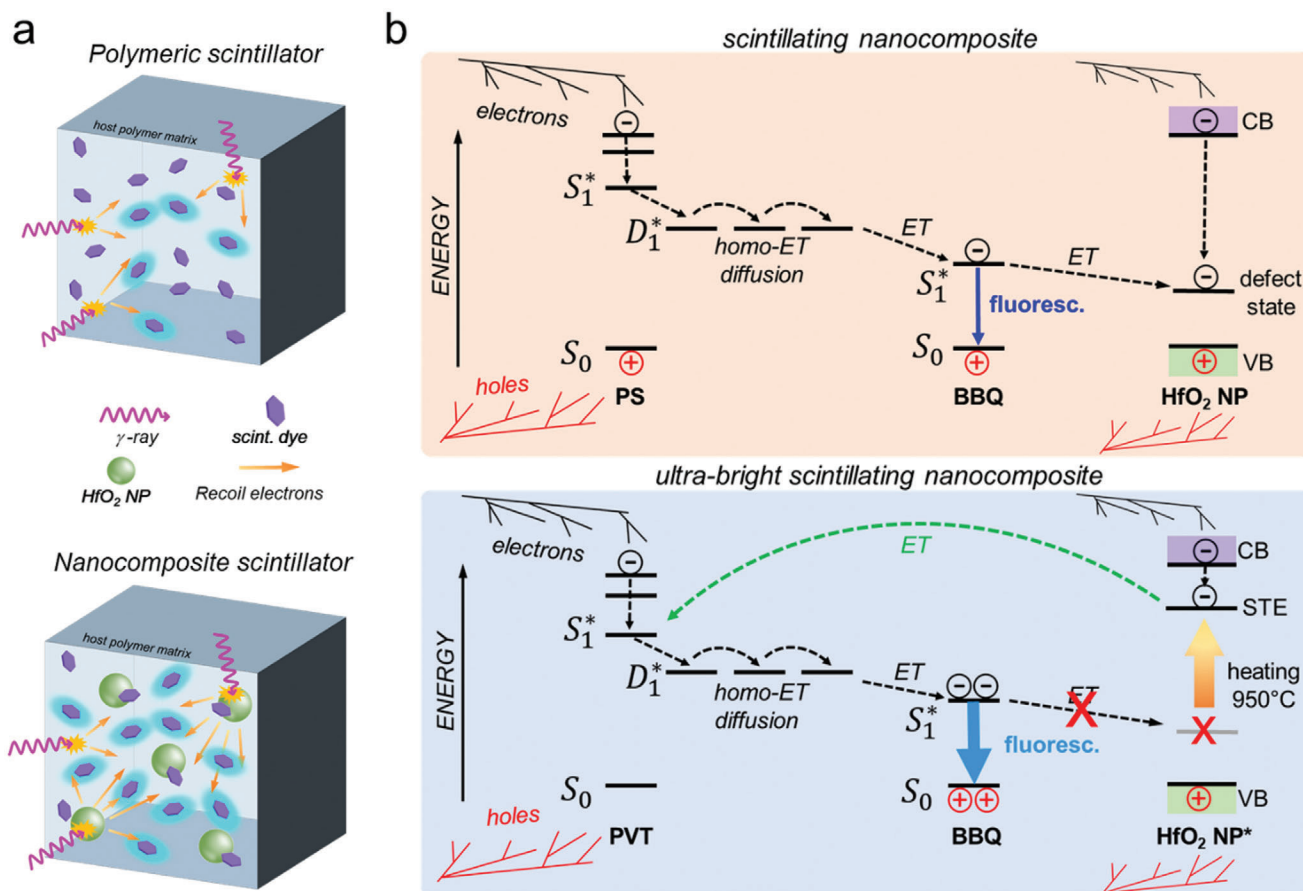 a
Polymeric scintillator
host polymer matrix
γ-ray
scint. dye
HfO₂ NP
Recoil electrons
Nanocomposite scintillator
host polymer matrix
b
scintillating nanocomposite
electrons
ENERGY
S₁*
D₁*
homo-ET
diffusion
ET
S₁*
fluoresc.
ET
CB
defect
state
S₀
S₀
VB
holes
PS
BBQ
HfO₂ NP
ultra-bright scintillating nanocomposite
electrons
ET
ENERGY
CB
STE
S₁*
D₁*
homo-ET
diffusion
ET
S₁*
fluoresc.
ET
X
X
heating
950°C
S₀
S₀
VB
holes
PVT
BBQ
HfO₂ NP*